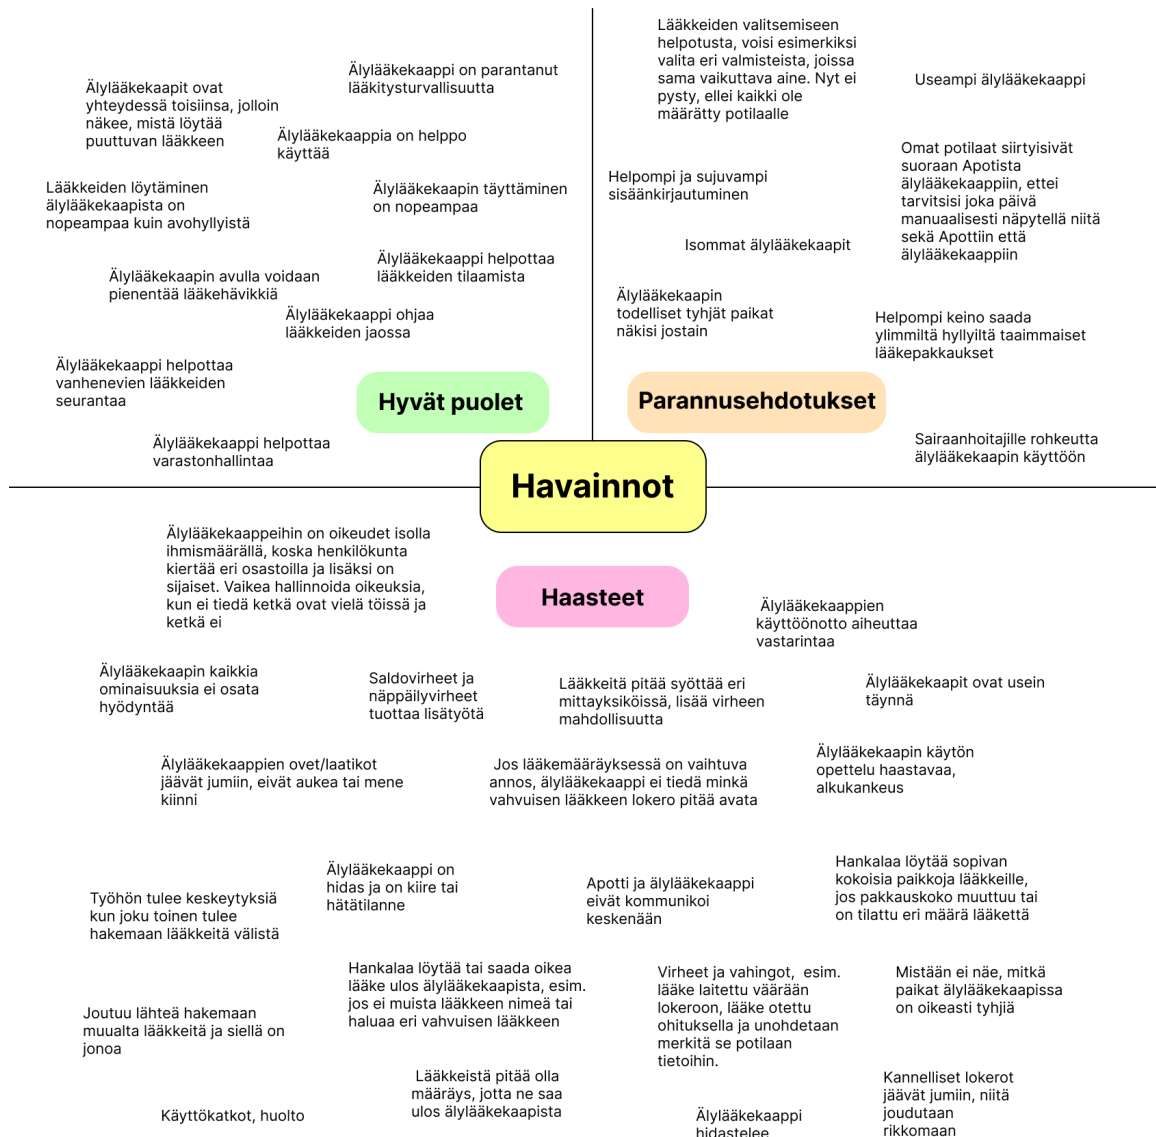 Älylääkekaapit ovat
yhteydessä toisiinsa, jolloin
näkee, mistä löytää
puuttuvan lääkkeen
Älylääkekaappi on parantanut
lääkitysturvallisuutta
Älylääkekaappia on helppo
käyttää
Lääkkeiden löytäminen
älylääkekaapista on
nopeampaa kuin avohyllyistä
Älylääkekaapin täyttäminen
on nopeampaa
Älylääkekaappi helpottaa
lääkkeiden tilaamista
Älylääkekaapin avulla voidaan
pienentää lääkehävikkiä
Älylääkekaappi ohjaa
lääkkeiden jaossa
Älylääkekaappi helpottaa
vanhenevien lääkkeiden
seurantaa
Hyvät puolet
Älylääkekaappi helpottaa
varastonhallintaa
Lääkkeiden valitsemiseen
helpotusta, voisi esimerkiksi
valita eri valmisteista, joissa
sama vaikuttava aine. Nyt ei
pysty, ellei kaikki ole
määrätty potilaalle
Useampi älylääkekaappi
Omat potilaat siirtyisivät
suoraan Apotista
älylääkekaappiin, ettei
tarvitsisi joka päivä
manuaalisesti näpytellä niitä
sekä Apottiin että
älylääkekaappiin
Helpompi ja sujuvampi
sisäänkirjautuminen
Isommat älylääkekaapit
Älylääkekaapin
todelliset tyhjät paikat
näkisi jostain
Helpompi keino saada
ylimmiltä hyllyiltä taaimmaiset
lääkepakkaukset
Parannusehdotukset
Sairaanhoitajille rohkeutta
älylääkekaapin käyttöön
Havainnot
Älylääkekaappeihin on oikeudet isolla
ihmismäärällä, koska henkilökunta
kiertää eri osastoilla ja lisäksi on
sijaiset. Vaikea hallinnoida oikeuksia,
kun ei tiedä ketkä ovat vielä töissä ja
ketkä ei
Haasteet
Älylääkekaappien
käyttöönotto aiheuttaa
vastarintaa
Älylääkekaapin kaikkia
ominaisuuksia ei osata
hyödyntää
Saldovirheet ja
näppäilyvirheet
tuottaa lisätyötä
Lääkkeitä pitää syöttää eri
mittayksiköissä, lisää virheen
mahdollisuutta
Älylääkekaapit ovat usein
täynnä
Älylääkekaappien ovet/laatikot
jäävät jumiin, eivät aukea tai mene
kiinni
Jos lääkemääräyksessä on vaihtuva
annos, älylääkekaappi ei tiedä minkä
vahvuisen lääkkeen lokero pitää avata
Älylääkekaapin käytön
opettelu haastavaa,
alkukankeus
Työhön tulee keskeytyksiä
kun joku toinen tulee
hakemaan lääkkeitä välistä
Älylääkekaappi on
hidas ja on kiire tai
hätätilanne
Apotti ja älylääkekaappi
eivät kommunikoi
keskenään
Hankalaa löytää sopivan
kokoisia paikkoja lääkkeille,
jos pakkauskoko muuttuu tai
on tilattu eri määrä lääkettä
Joutuu lähteä hakemaan
muualta lääkkeitä ja siellä on
jonoa
Hankalaa löytää tai saada oikea
lääke ulos älylääkekaapista, esim.
jos ei muista lääkkeen nimeä tai
haluaa eri vahvuisen lääkkeen
Virheet ja vahingot, esim.
lääke laitettu väärään
lokeroon, lääke otettu
ohituksella ja unohdetaan
merkitä se potilaan
tietoihin.
Mistään ei näe, mitkä
paikat älylääkekaapissa
on oikeasti tyhjiä
Käyttökatkot, huolto
Lääkkeistä pitää olla
määräys, jotta ne saa
ulos älylääkekaapista
Älylääkekaappi
hidastelee
Kannelliset lokerot
jäävät jumiin, niitä
joudutaan
rikkomaan